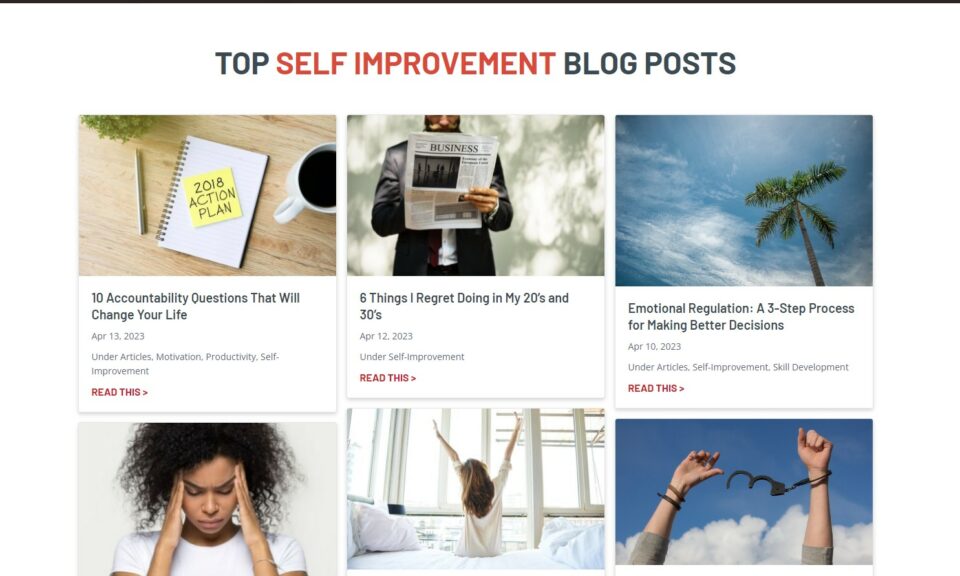 TOP SELF IMPROVEMENT BLOG POSTS
2018
ACTION
PLAN
10 Accountability Questions That Will
Change Your Life
Apr 13, 2023
Under Articles, Motivation, Productivity, Self-
Improvement
READ THIS >
BUSINESS
6 Things I Regret Doing in My 20’s and
30’s
Apr 12, 2023
Under Self-Improvement
READ THIS >
Emotional Regulation: A 3-Step Process
for Making Better Decisions
Apr 10, 2023
Under Articles, Self-Improvement, Skill Development
READ THIS >